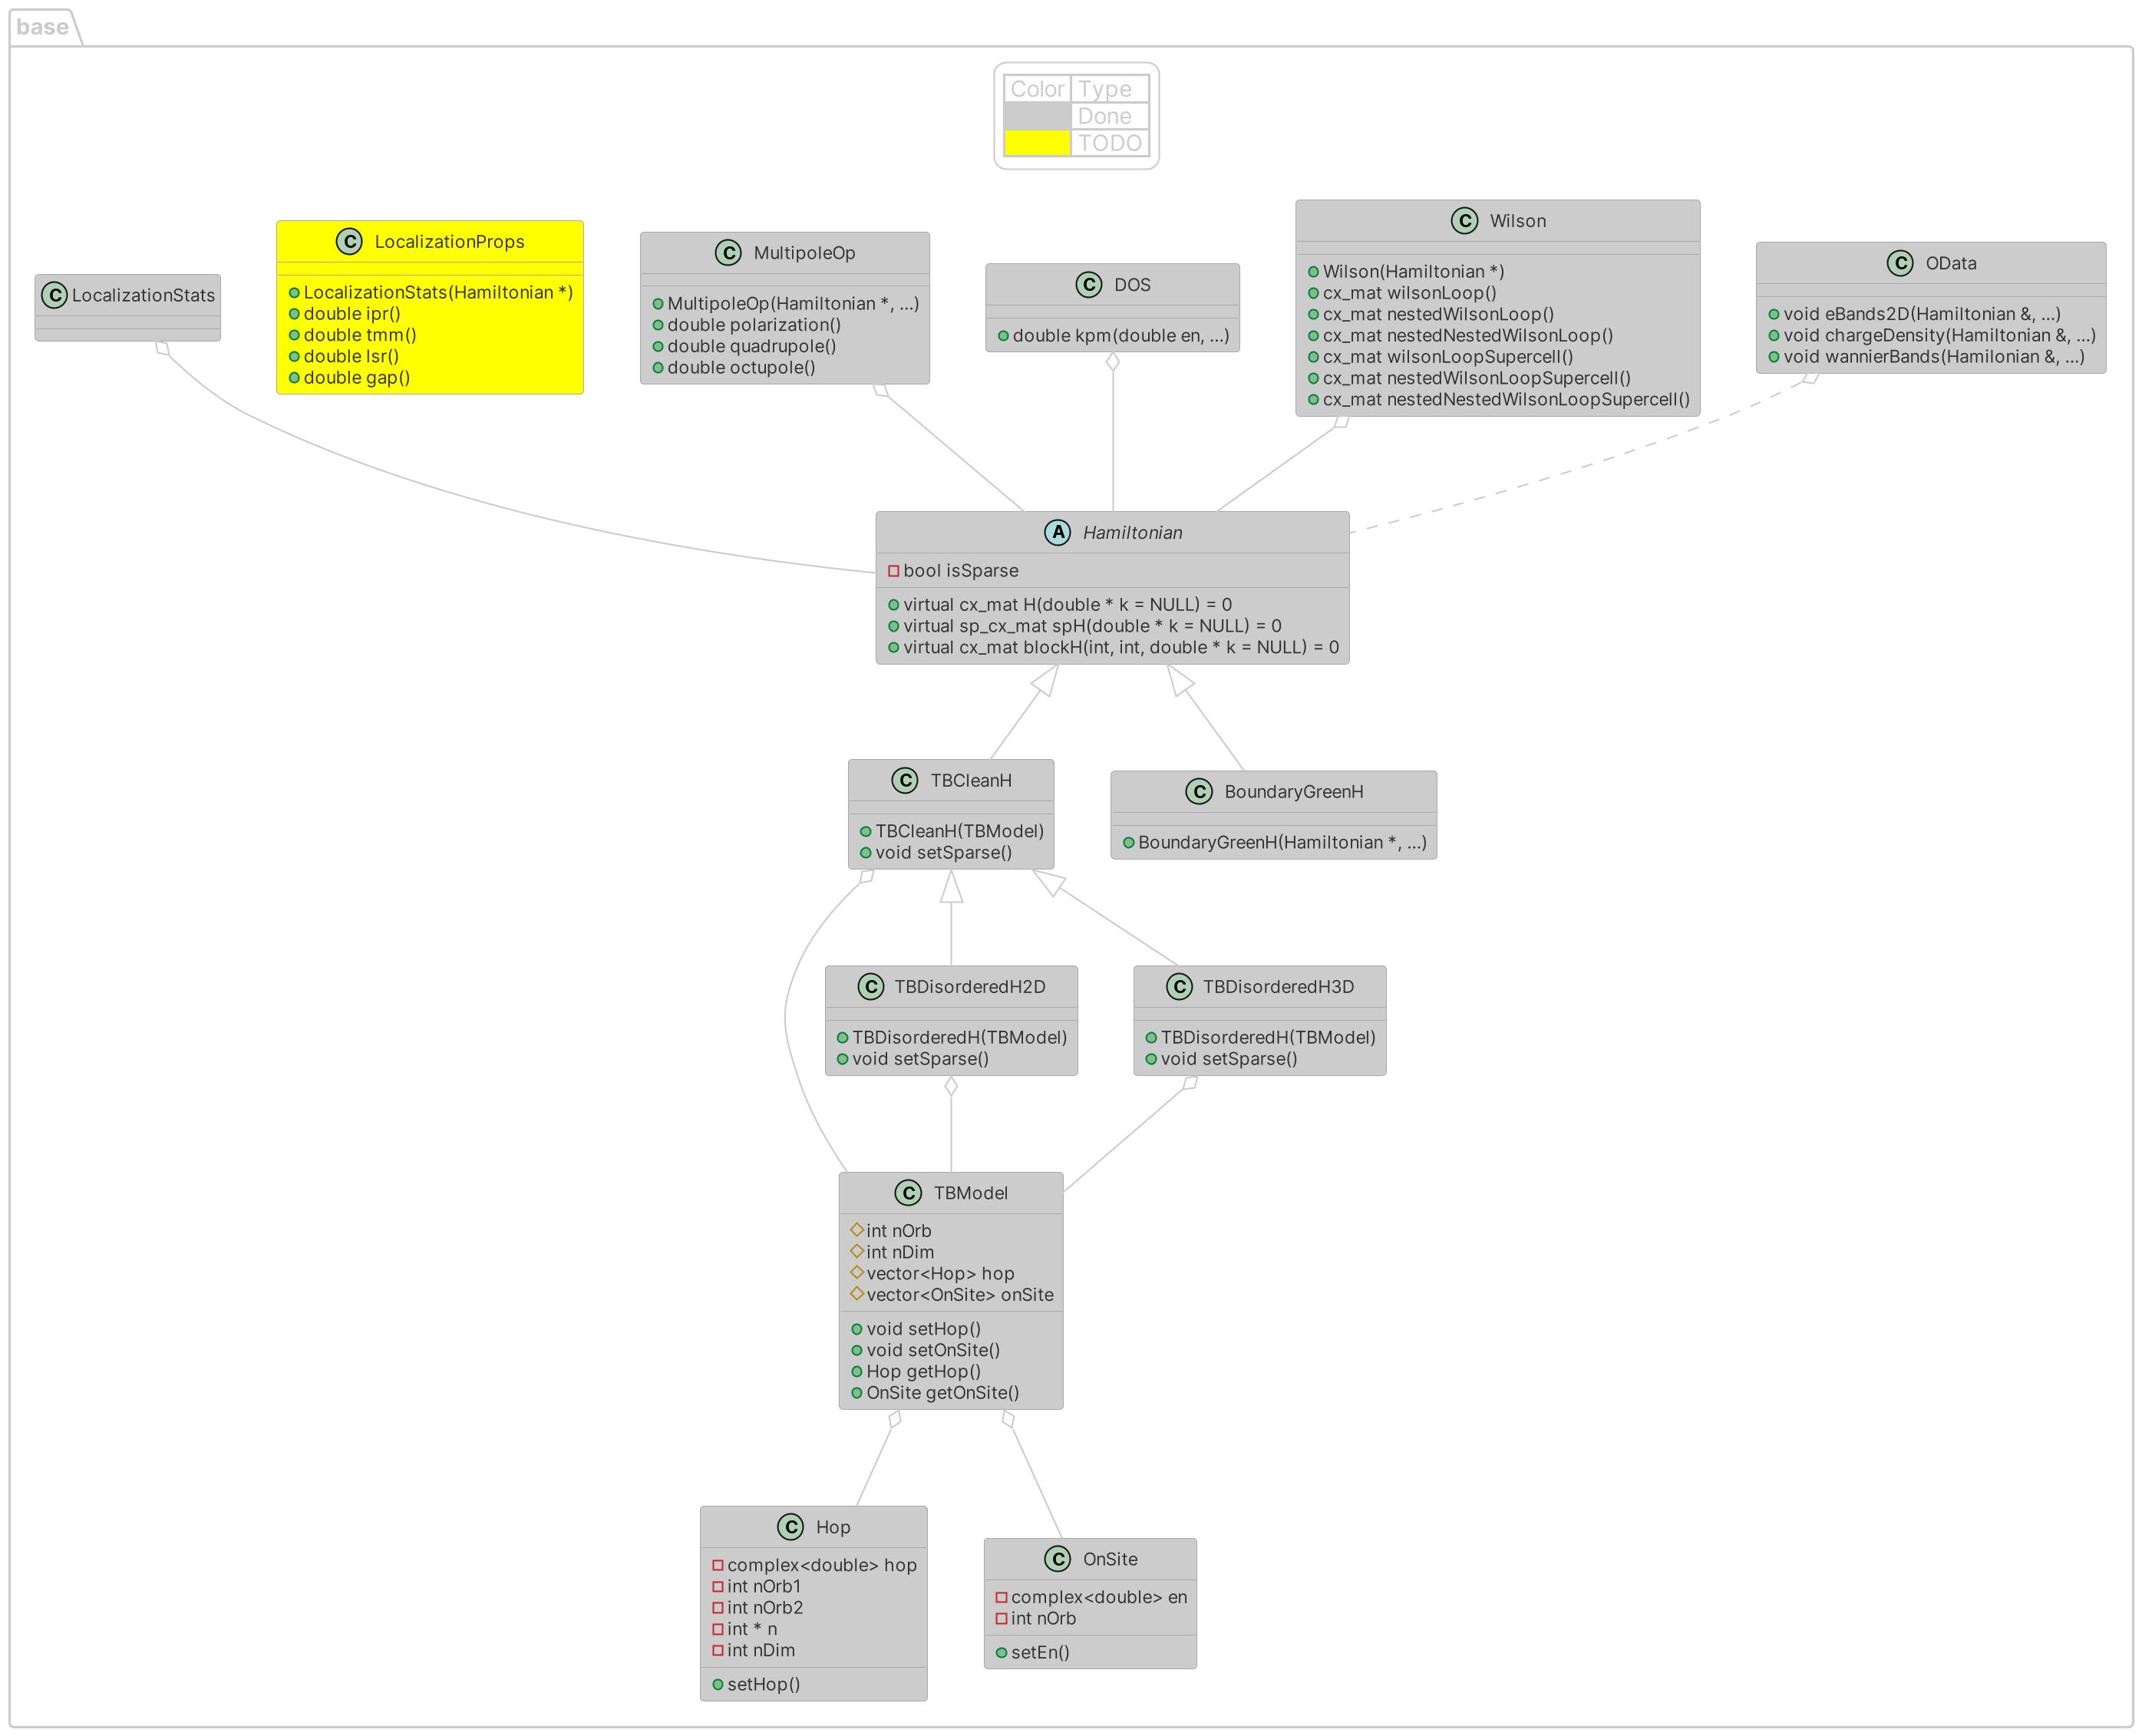 base
Color Type
Done
TODO
C LocalizationStats
C LocalizationProps
LocalizationStats(Hamiltonian *)
double ipr()
double tmm()
double lsr()
double gap()
C MultipoleOp
MultipoleOp(Hamiltonian *, ...)
double polarization()
double quadrupole()
double octupole()
C DOS
double kpm(double en, ...)
C Wilson
Wilson(Hamiltonian *)
cx_mat wilsonLoop()
cx_mat nestedWilsonLoop()
cx_mat nestedNestedWilsonLoop()
cx_mat wilsonLoopSupercell()
cx_mat nestedWilsonLoopSupercell()
cx_mat nestedNestedWilsonLoopSupercell()
C OData
void eBands2D(Hamiltonian &, ...)
void chargeDensity(Hamiltonian &, ...)
void wannierBands(Hamilonian &, ...)
A Hamiltonian
bool isSparse
virtual cx_mat H(double * k = NULL) = 0
virtual sp_cx_mat spH(double * k = NULL) = 0
virtual cx_mat blockH(int, int, double * k = NULL) = 0
C TBCleanH
TBCleanH(TBModel)
void setSparse()
C BoundaryGreenH
BoundaryGreenH(Hamiltonian *, ...)
C TBDisorderedH2D
TBDisorderedH(TBModel)
void setSparse()
C TBDisorderedH3D
TBDisorderedH(TBModel)
void setSparse()
C TBModel
int nOrb
int nDim
vector<Hop> hop
vector<OnSite> onSite
void setHop()
void setOnSite()
Hop getHop()
OnSite getOnSite()
C Hop
complex<double> hop
int nOrb1
int nOrb2
int * n
int nDim
setHop()
C OnSite
complex<double> en
int nOrb
setEn()